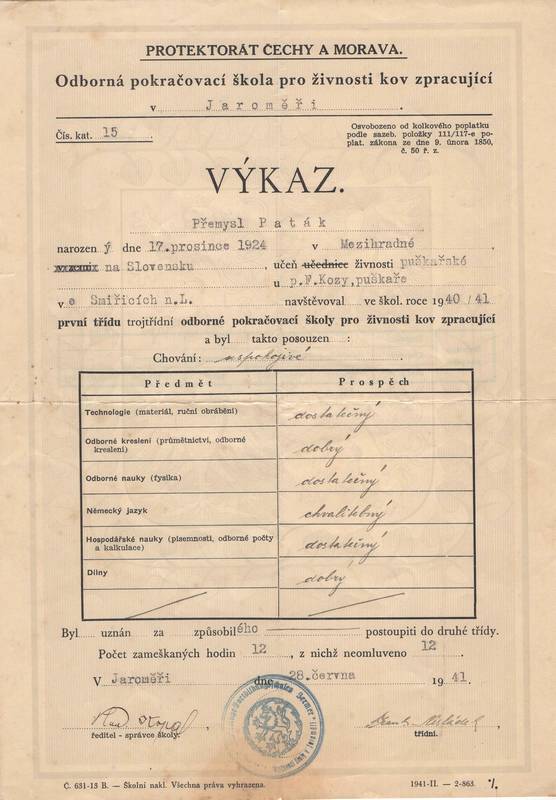 PROTEKTORÁT ČECHY A MORAVA.
Odborná pokračovací škola pro živnosti kov zpracující
v Jaroměři.
Čís. kat. 15
Osvobozeno od kolkového poplatku
podle sazeb. položky 111/117-e po-
plat. zákona ze dne 9. února 1850,
č. 50 ř. z.
VÝKAZ.
Přemysl Paták
narozen ý dne 17.prosince 1924 v Mezihradné,
na Slovensku, učeň učednice živnosti puškařské
u p.F.Kozy,puškaře
v e Smiřicích n.L. navštěvoval ve škol. roce 1940/41
první třídu trojtřídní odborné pokračovací školy pro živnosti kov zpracující
a byl takto posouzen:
Chování: uspokojivé.
Předmět Prospěch
Technologie (materiál, ruční obrábění) dostatečný
Odborné kreslení (průmětnictví, odborné
kreslení) dobrý
Odborné nauky (fysika) dostatečný
Německý jazyk chvalitebný
Hospodářské nauky (písemnosti, odborné počty
a kalkulace) dostatečný
Dílny dobrý
Byl uznán za způsobilého postoupiti do druhé třídy.
Počet zameškaných hodin 12, z nichž neomluveno 12.
V Jaroměři dne 28.června 1941.
ředitel - správce školy. třídní.
Č. 631-13 B. — Školní nakl. Všechna práva vyhrazena. 1941-II. — 2-863.